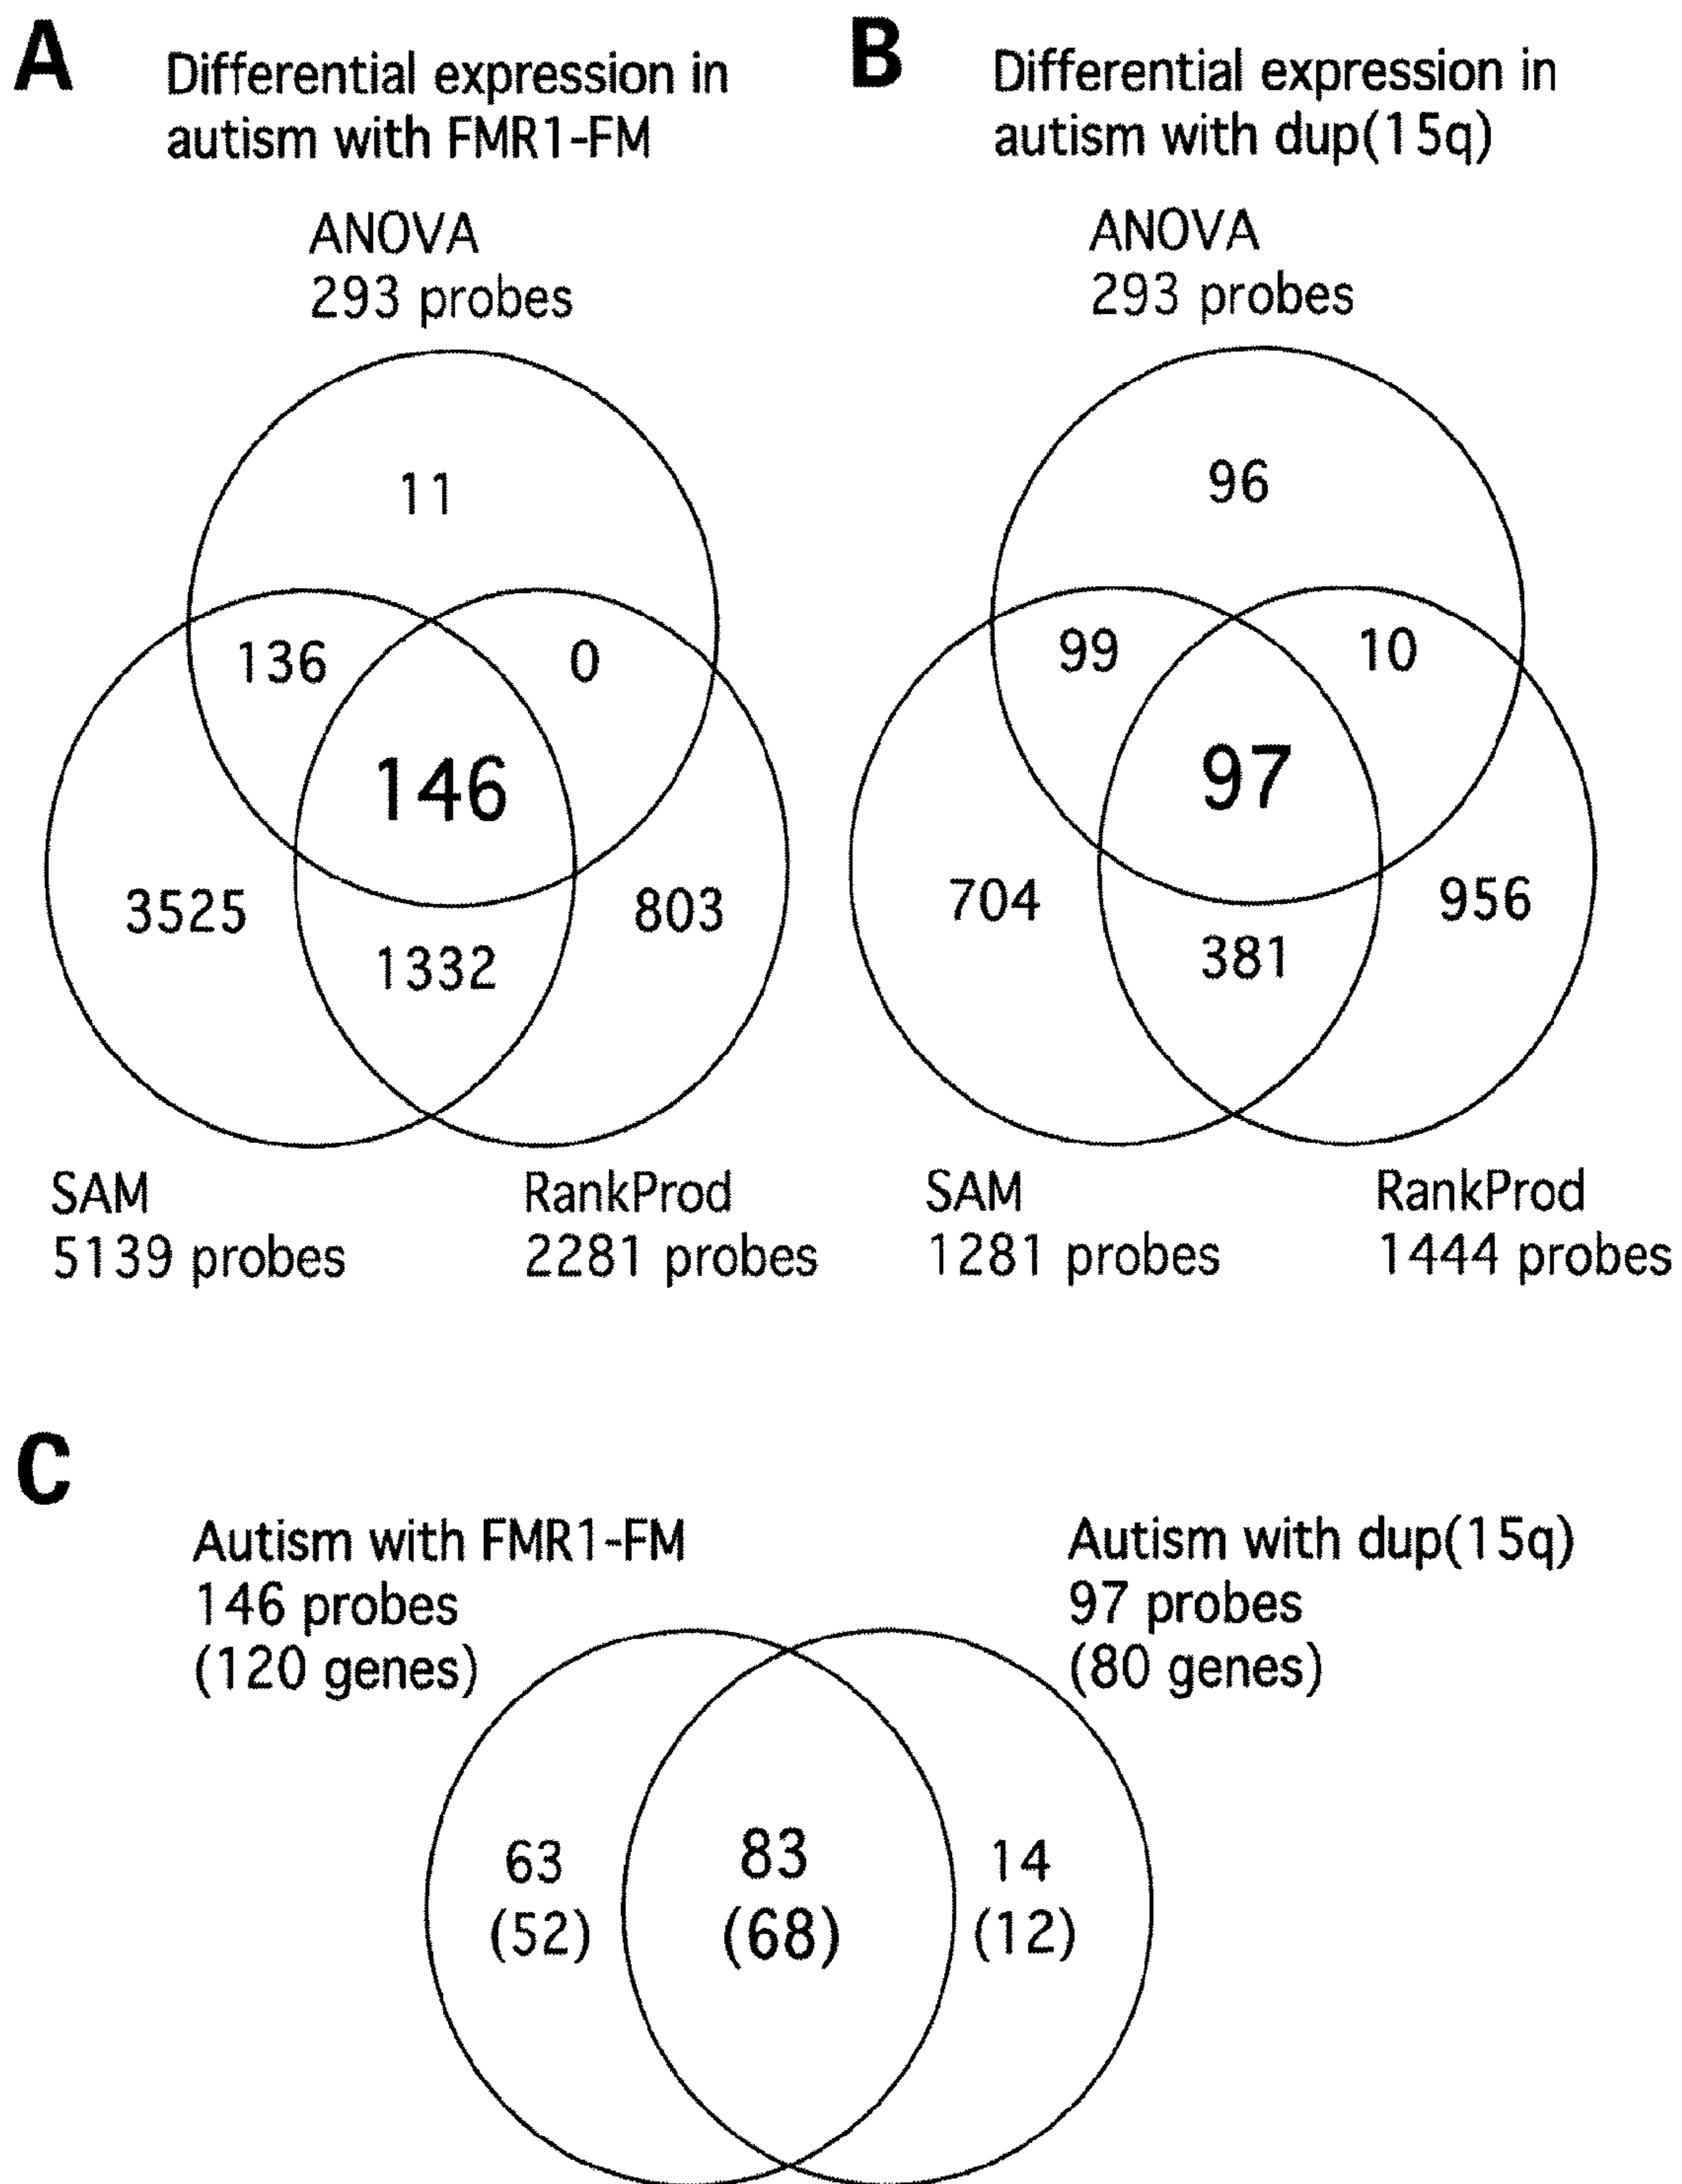 A
Differential expression in
autism with FMR1-FM
ANOVA
293 probes
11
136
0
146
3525
803
1332
SAM
5139 probes
RankProd
2281 probes
B
Differential expression in
autism with dup(15q)
ANOVA
293 probes
96
99
10
97
704
956
381
SAM
1281 probes
RankProd
1444 probes
C
Autism with FMR1-FM
146 probes
(120 genes)
Autism with dup(15q)
97 probes
(80 genes)
63
(52)
83
(68)
14
(12)